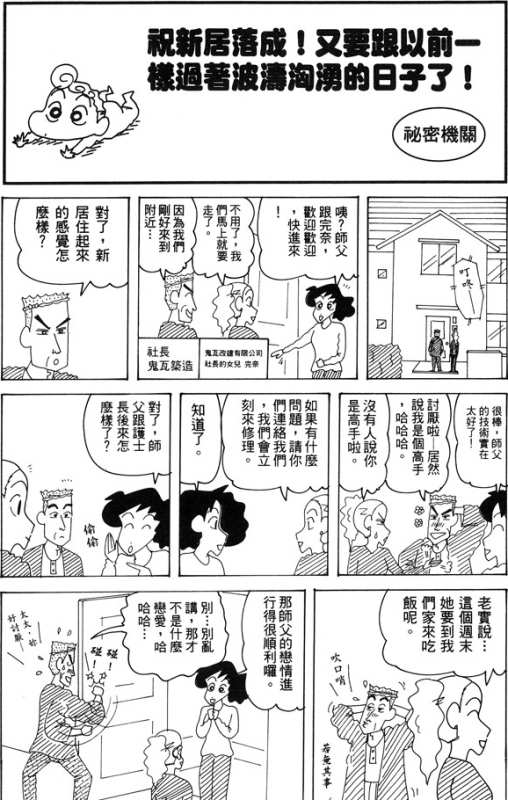 祝新居落成！又要跟以前一
樣過著波濤洶湧的日子了！
祕密機關
叮咚—
咦？師父
跟完奈，
歡迎歡迎
，快進來
！
不用了，我
們馬上就要
走了。
因為我們
剛好來到
附近…
社長
鬼瓦築造
鬼瓦改建有限公司
社長的女兒 完奈
對了，新
居住起來
的感覺怎
麼樣？
很棒，師父
的技術實在
太好了！
討厭啦—居然
說我是個高手
，哈哈哈。
沒有人說你
是高手啦。
如果有什麼
問題，請你
們連絡我們
，我們會立
刻來修理。
知道了。
對了，師
父跟護士
長後來怎
麼樣了？
偷偷
老實說…
這個週末
她要到我
們家來吃
飯呢。
吹口哨
若無其事
那師父的戀情進
行得很順利囉。
別…別亂
講，那才
不是什麼
戀愛，哈
哈哈…
碰！
碰！
太太，妳
好討厭